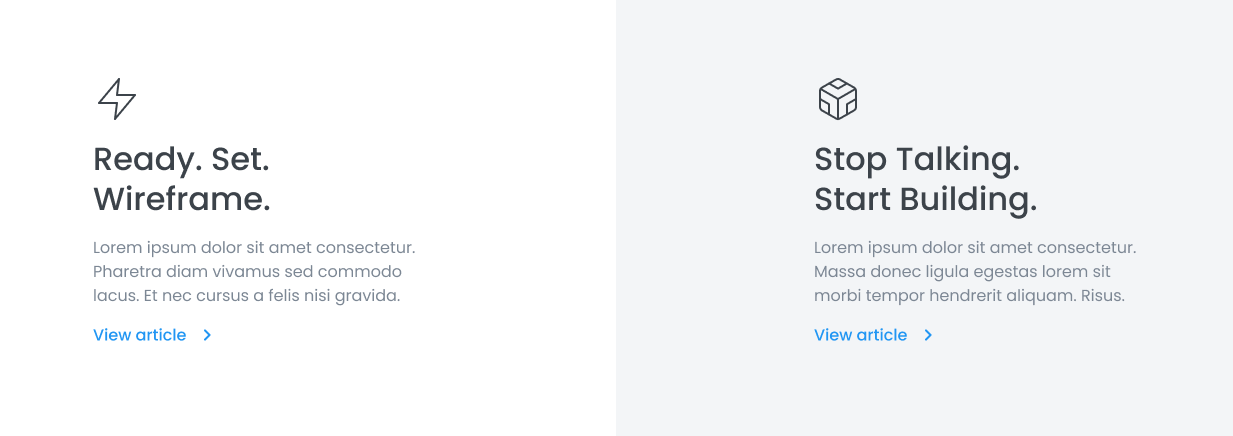 Ready. Set.
Wireframe.
Lorem ipsum dolor sit amet consectetur.
Pharetra diam vivamus sed commodo
lacus. Et nec cursus a felis nisi gravida.
View article
Stop Talking.
Start Building.
Lorem ipsum dolor sit amet consectetur.
Massa donec ligula egestas lorem sit
morbi tempor hendrerit aliquam. Risus.
View article